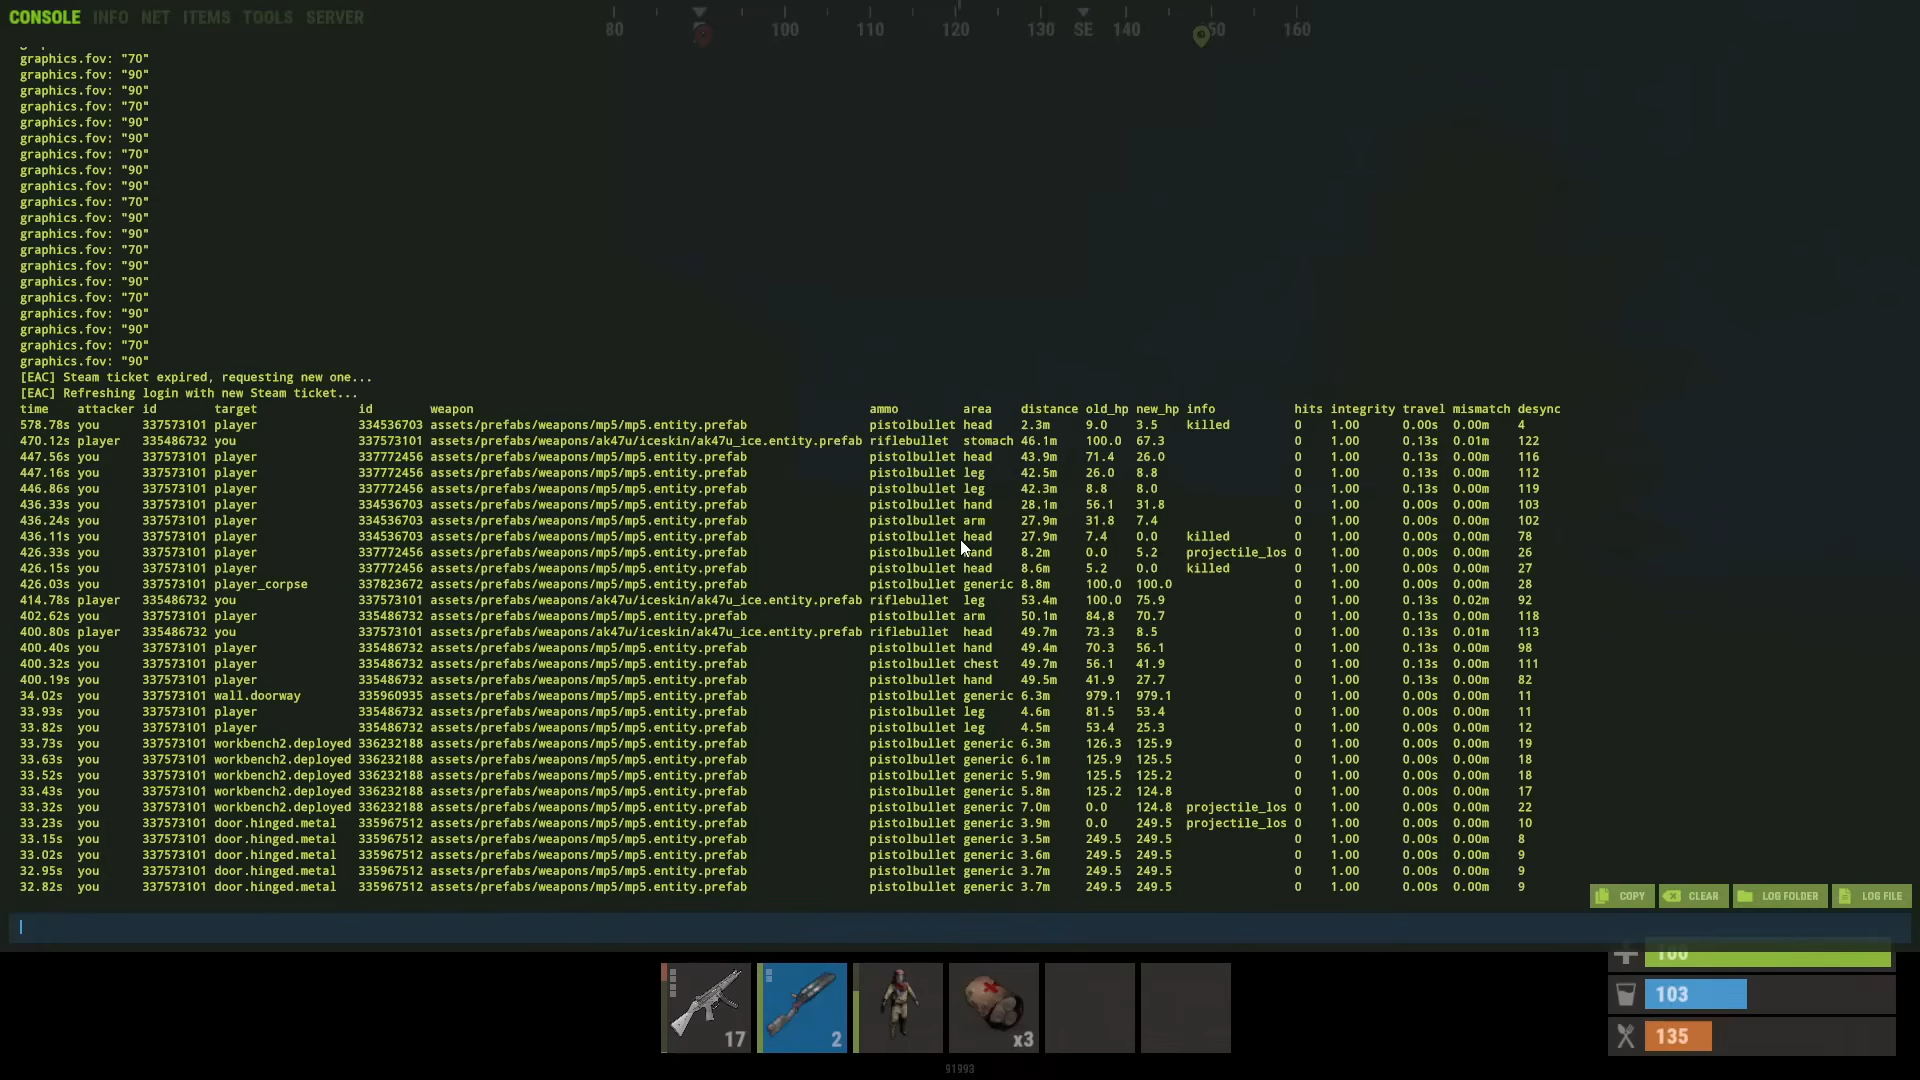 CONSOLE INFO NET ITEMS TOOLS SERVER
80 100 110 120 130 SE 140 50 160
graphics.fov: "70"
graphics.fov: "90"
graphics.fov: "90"
graphics.fov: "70"
graphics.fov: "90"
graphics.fov: "90"
graphics.fov: "70"
graphics.fov: "90"
graphics.fov: "90"
graphics.fov: "70"
graphics.fov: "90"
graphics.fov: "90"
graphics.fov: "70"
graphics.fov: "90"
graphics.fov: "90"
graphics.fov: "70"
graphics.fov: "90"
graphics.fov: "90"
graphics.fov: "70"
graphics.fov: "90"
[EAC] Steam ticket expired, requesting new one...
[EAC] Refreshing login with new Steam ticket...
time attacker id target id weapon ammo area distance old_hp new_hp info hits integrity travel mismatch desync
578.78s you 337573101 player 334536703 assets/prefabs/weapons/mp5/mp5.entity.prefab pistolbullet head 2.3m 9.0 3.5 killed 0 1.00 0.00s 0.00m 4
470.12s player 335486732 you 337573101 assets/prefabs/weapons/ak47u/iceskin/ak47u_ice.entity.prefab riflebullet stomach 46.1m 100.0 67.3 0 1.00 0.13s 0.01m 122
447.56s you 337573101 player 337772456 assets/prefabs/weapons/mp5/mp5.entity.prefab pistolbullet head 43.9m 71.4 26.0 0 1.00 0.13s 0.00m 116
447.16s you 337573101 player 337772456 assets/prefabs/weapons/mp5/mp5.entity.prefab pistolbullet leg 42.5m 26.0 8.8 0 1.00 0.13s 0.00m 112
446.86s you 337573101 player 337772456 assets/prefabs/weapons/mp5/mp5.entity.prefab pistolbullet leg 42.3m 8.8 8.0 0 1.00 0.13s 0.00m 119
436.33s you 337573101 player 334536703 assets/prefabs/weapons/mp5/mp5.entity.prefab pistolbullet hand 28.1m 56.1 31.8 0 1.00 0.00s 0.00m 103
436.24s you 337573101 player 334536703 assets/prefabs/weapons/mp5/mp5.entity.prefab pistolbullet arm 27.9m 31.8 7.4 0 1.00 0.00s 0.00m 102
436.11s you 337573101 player 334536703 assets/prefabs/weapons/mp5/mp5.entity.prefab pistolbullet head 27.9m 7.4 0.0 killed 0 1.00 0.00s 0.00m 78
426.33s you 337573101 player 337772456 assets/prefabs/weapons/mp5/mp5.entity.prefab pistolbullet hand 8.2m 0.0 5.2 projectile_los 0 1.00 0.00s 0.00m 26
426.15s you 337573101 player 337772456 assets/prefabs/weapons/mp5/mp5.entity.prefab pistolbullet head 8.6m 5.2 0.0 killed 0 1.00 0.00s 0.00m 27
426.03s you 337573101 player_corpse 337823672 assets/prefabs/weapons/mp5/mp5.entity.prefab pistolbullet generic 8.8m 100.0 100.0 0 1.00 0.00s 0.00m 28
414.78s player 335486732 you 337573101 assets/prefabs/weapons/ak47u/iceskin/ak47u_ice.entity.prefab riflebullet leg 53.4m 100.0 75.9 0 1.00 0.13s 0.02m 92
402.62s you 337573101 player 335486732 assets/prefabs/weapons/mp5/mp5.entity.prefab pistolbullet arm 50.1m 84.8 70.7 0 1.00 0.13s 0.00m 118
400.80s player 335486732 you 337573101 assets/prefabs/weapons/ak47u/iceskin/ak47u_ice.entity.prefab riflebullet head 49.7m 73.3 8.5 0 1.00 0.13s 0.01m 113
400.40s you 337573101 player 335486732 assets/prefabs/weapons/mp5/mp5.entity.prefab pistolbullet hand 49.4m 70.3 56.1 0 1.00 0.13s 0.00m 98
400.32s you 337573101 player 335486732 assets/prefabs/weapons/mp5/mp5.entity.prefab pistolbullet chest 49.7m 56.1 41.9 0 1.00 0.13s 0.00m 111
400.19s you 337573101 player 335486732 assets/prefabs/weapons/mp5/mp5.entity.prefab pistolbullet hand 49.5m 41.9 27.7 0 1.00 0.13s 0.00m 82
34.02s you 337573101 wall.doorway 335960935 assets/prefabs/weapons/mp5/mp5.entity.prefab pistolbullet generic 6.3m 979.1 979.1 0 1.00 0.00s 0.00m 11
33.93s you 337573101 player 335486732 assets/prefabs/weapons/mp5/mp5.entity.prefab pistolbullet leg 4.6m 81.5 53.4 0 1.00 0.00s 0.00m 11
33.82s you 337573101 player 335486732 assets/prefabs/weapons/mp5/mp5.entity.prefab pistolbullet leg 4.5m 53.4 25.3 0 1.00 0.00s 0.00m 12
33.73s you 337573101 workbench2.deployed 336232188 assets/prefabs/weapons/mp5/mp5.entity.prefab pistolbullet generic 6.3m 126.3 125.9 0 1.00 0.00s 0.00m 19
33.63s you 337573101 workbench2.deployed 336232188 assets/prefabs/weapons/mp5/mp5.entity.prefab pistolbullet generic 6.1m 125.9 125.5 0 1.00 0.00s 0.00m 18
33.52s you 337573101 workbench2.deployed 336232188 assets/prefabs/weapons/mp5/mp5.entity.prefab pistolbullet generic 5.9m 125.5 125.2 0 1.00 0.00s 0.00m 18
33.43s you 337573101 workbench2.deployed 336232188 assets/prefabs/weapons/mp5/mp5.entity.prefab pistolbullet generic 5.8m 125.2 124.8 0 1.00 0.00s 0.00m 17
33.32s you 337573101 workbench2.deployed 336232188 assets/prefabs/weapons/mp5/mp5.entity.prefab pistolbullet generic 7.0m 0.0 124.8 projectile_los 0 1.00 0.00s 0.00m 22
33.23s you 337573101 door.hinged.metal 335967512 assets/prefabs/weapons/mp5/mp5.entity.prefab pistolbullet generic 3.9m 0.0 249.5 projectile_los 0 1.00 0.00s 0.00m 10
33.15s you 337573101 door.hinged.metal 335967512 assets/prefabs/weapons/mp5/mp5.entity.prefab pistolbullet generic 3.5m 249.5 249.5 0 1.00 0.00s 0.00m 8
33.02s you 337573101 door.hinged.metal 335967512 assets/prefabs/weapons/mp5/mp5.entity.prefab pistolbullet generic 3.6m 249.5 249.5 0 1.00 0.00s 0.00m 9
32.95s you 337573101 door.hinged.metal 335967512 assets/prefabs/weapons/mp5/mp5.entity.prefab pistolbullet generic 3.7m 249.5 249.5 0 1.00 0.00s 0.00m 9
32.82s you 337573101 door.hinged.metal 335967512 assets/prefabs/weapons/mp5/mp5.entity.prefab pistolbullet generic 3.7m 249.5 249.5 0 1.00 0.00s 0.00m 9
COPY CLEAR LOG FOLDER LOG FILE
100
103
135
17 2 x3
91993